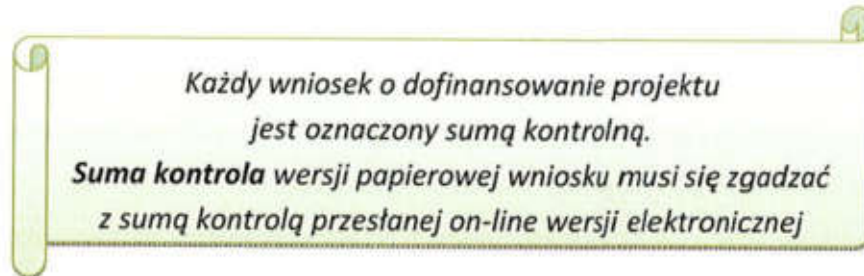 Każdy wniosek o dofinansowanie projektu
jest oznaczony sumą kontrolną.
Suma kontrola wersji papierowej wniosku musi się zgadzać
z sumą kontrolą przesłanej on-line wersji elektronicznej